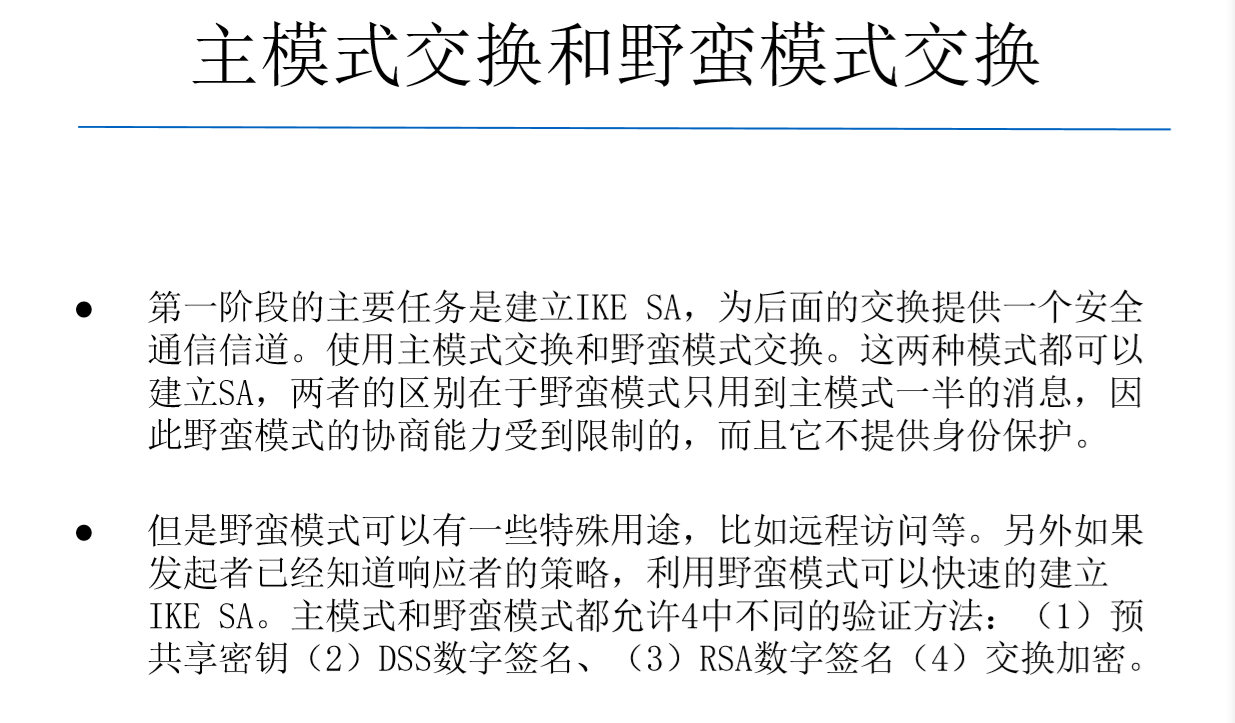 主模式交换和野蛮模式交换
● 第一阶段的主要任务是建立IKE SA，为后面的交换提供一个安全
通信信道。使用主模式交换和野蛮模式交换。这两种模式都可以
建立SA，两者的区别在于野蛮模式只用到主模式一半的消息，因
此野蛮模式的协商能力受到限制的，而且它不提供身份保护。
● 但是野蛮模式可以有一些特殊用途，比如远程访问等。另外如果
发起者已经知道响应者的策略，利用野蛮模式可以快速的建立
IKE SA。主模式和野蛮模式都允许4中不同的验证方法：（1）预
共享密钥（2）DSS数字签名、（3）RSA数字签名（4）交换加密。